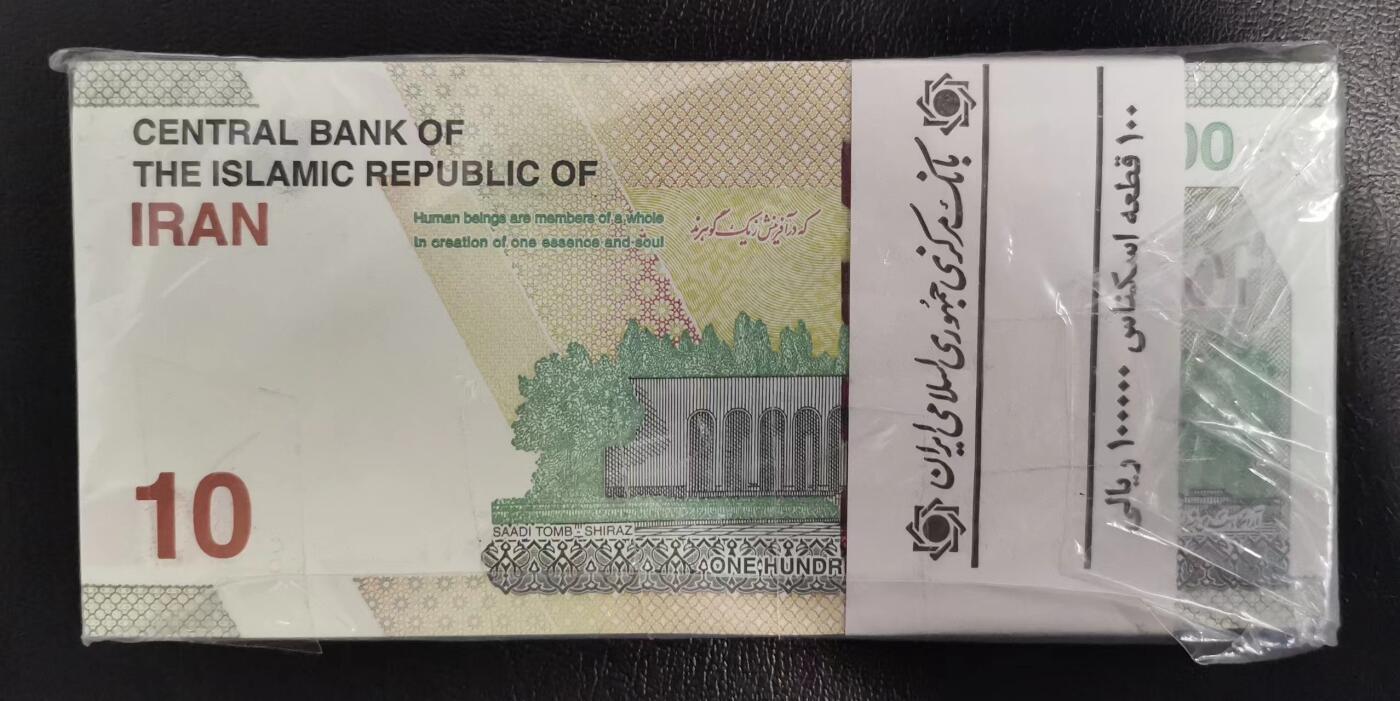 CENTRAL BANK OF
THE ISLAMIC REPUBLIC OF
IRAN
Human beings are members of a whole
In creation of one essence and soul
که در آفرینش ز یک گوهرند
10
SAADI TOMB - SHIRAZ
ONE HUNDR
بانک مرکزی جمهوری اسلامی ایران
۱۰۰ قطعه اسکناس ۱۰۰۰۰۰ ریالی
00